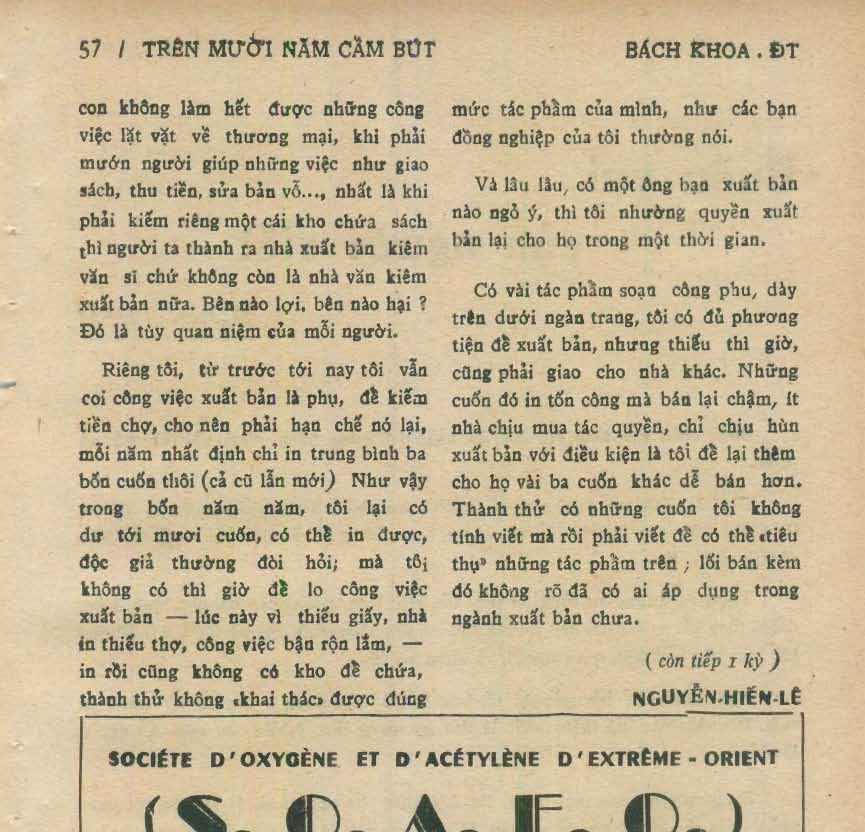 57 / TRÊN MƯỜI NĂM CẦM BÚT
BÁCH KHOA . ĐT
con không làm hết được những công
việc lặt vặt về thương mại, khi phải
mướn người giúp những việc như giao
sách, thu tiền, sửa bản vỗ..., nhất là khi
phải kiếm riêng một cái kho chứa sách
thì người ta thành ra nhà xuất bản kiêm
văn sĩ chứ không còn là nhà văn kiêm
xuất bản nữa. Bên nào lợi, bên nào hại ?
Đó là tùy quan niệm của mỗi người.
Riêng tôi, từ trước tới nay tôi vẫn
coi công việc xuất bản là phụ, để kiếm
tiền chợ, cho nên phải hạn chế nó lại,
mỗi năm nhất định chỉ in trung bình ba
bốn cuốn thôi (cả cũ lẫn mới) Như vậy
trong bốn năm năm, tôi lại có
dư tới mươi cuốn, có thể in được,
độc giả thường đòi hỏi; mà tôi
không có thì giờ để lo công việc
xuất bản — lúc này vì thiếu giấy, nhà
in thiếu thợ, công việc bận rộn lắm, —
in rồi cũng không có kho để chứa,
thành thử không «khai thác» được đúng
mức tác phẩm của mình, như các bạn
đồng nghiệp của tôi thường nói.
Và lâu lâu, có một ông bạn xuất bản
nào ngỏ ý, thì tôi nhường quyền xuất
bản lại cho họ trong một thời gian.
Có vài tác phẩm soạn công phu, dày
trên dưới ngàn trang, tôi có đủ phương
tiện để xuất bản, nhưng thiếu thì giờ,
cũng phải giao cho nhà khác. Những
cuốn đó in tốn công mà bán lại chậm, ít
nhà chịu mua tác quyền, chỉ chịu hùn
xuất bản với điều kiện là tôi để lại thêm
cho họ vài ba cuốn khác dễ bán hơn.
Thành thử có những cuốn tôi không
tính viết mà rồi phải viết để có thể «tiêu
thụ» những tác phẩm trên ; lối bán kèm
đó không rõ đã có ai áp dụng trong
ngành xuất bản chưa.
( còn tiếp 1 kỳ )
NGUYỄN-HIẾN-LÊ
SOCIÉTE D'OXYGÈNE ET D'ACÉTYLÈNE D'EXTRÊME - ORIENT
(S.O.A.E.O.)